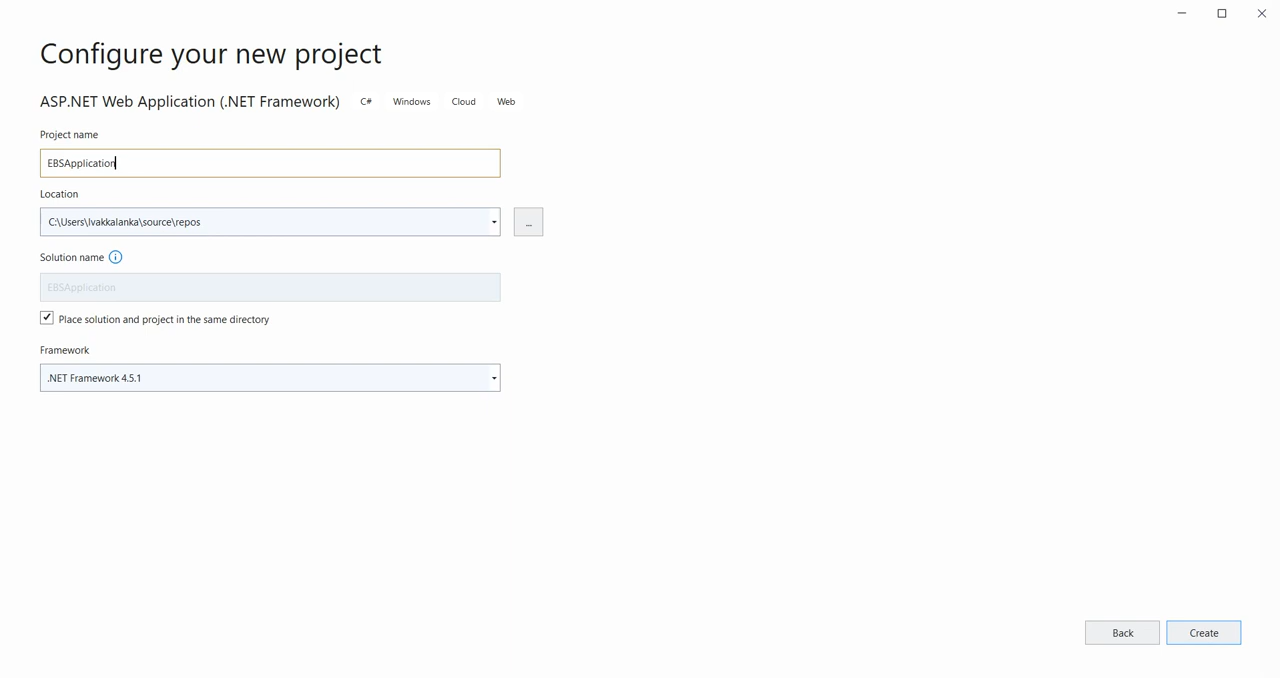 Configure your new project
ASP.NET Web Application (.NET Framework) C# Windows Cloud Web
Project name
EBSApplication
Location
C:\Users\lvakkalanka\source\repos
...
Solution name
EBSApplication
Place solution and project in the same directory
Framework
.NET Framework 4.5.1
Back Create